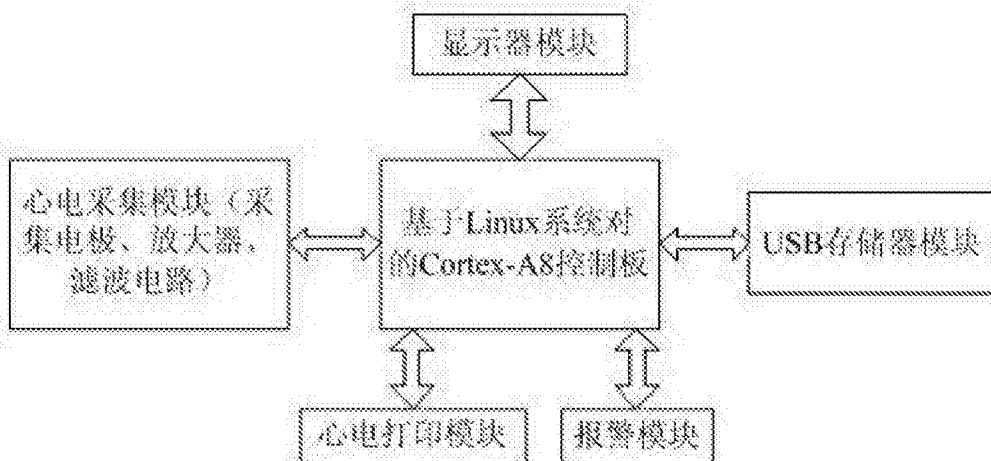 显示器模块
心电采集模块（采
集电极、放大器、
滤波电路）
基于Linux系统对
的Cortex-A8控制板
USB存储器模块
心电打印模块
报警模块